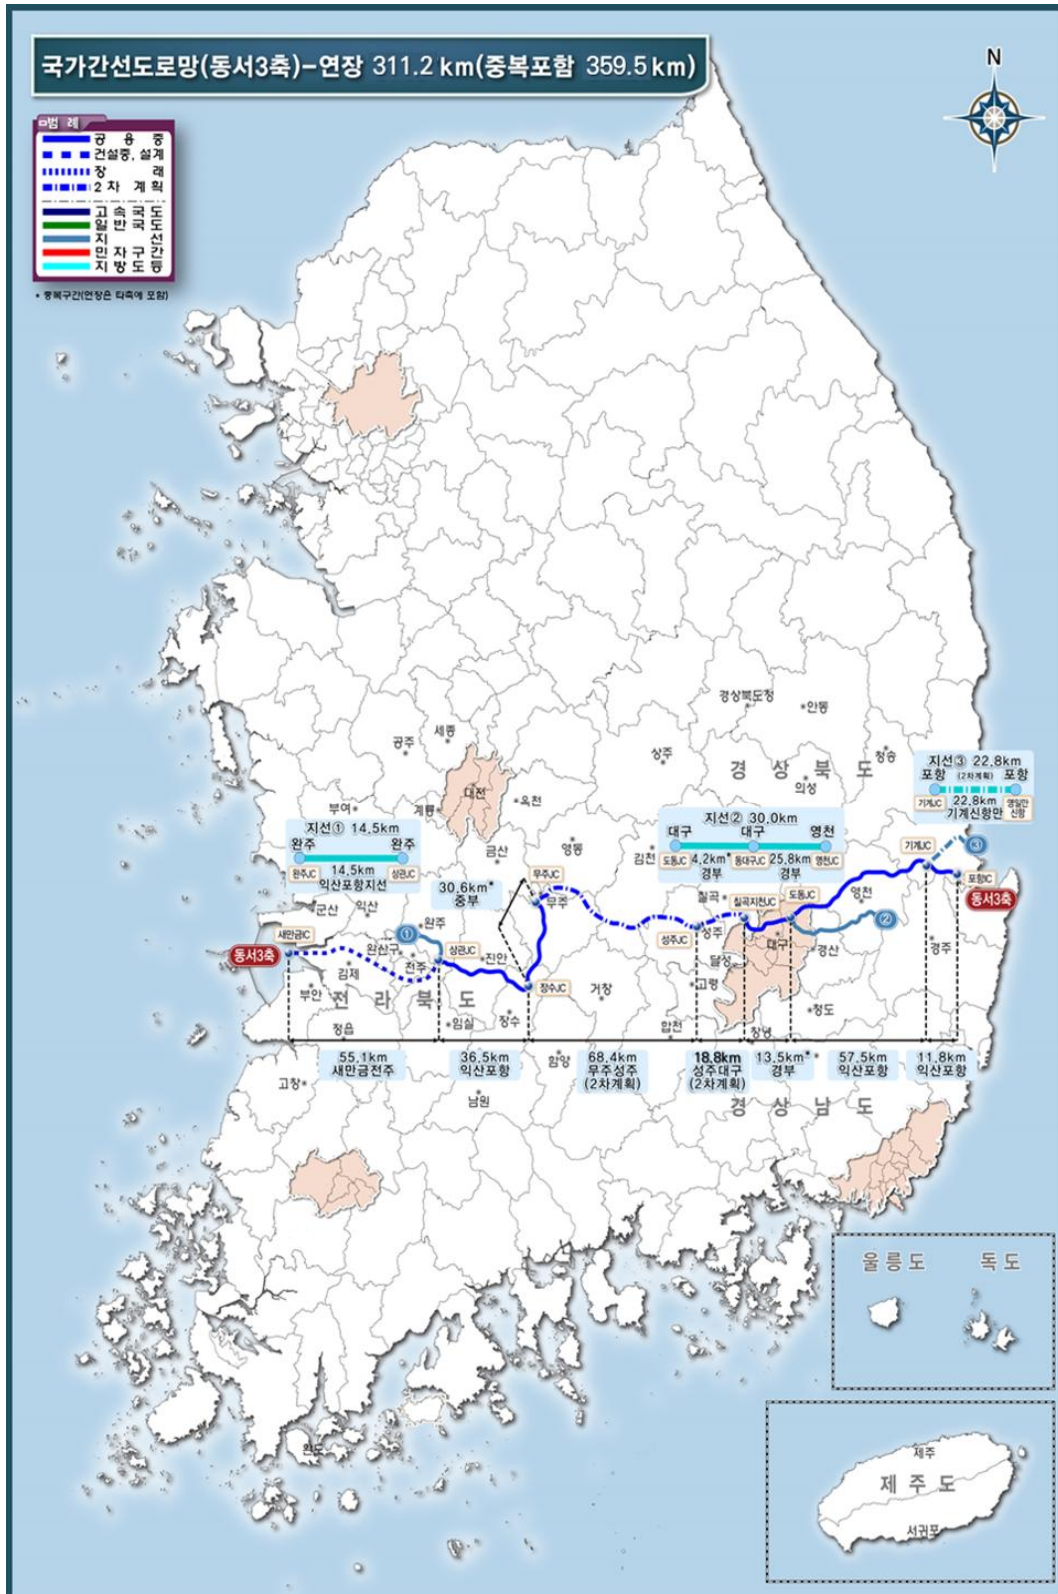 국가간선도로망(동서3축)-연장 311.2 km(중복포함 359.5 km)
N
범 례
공 용 중
건설중, 설계
장 래
2차 계획
고속국도
일반국도
지 선
민자구간
지방도등
* 중복구간(연장은 타축에 포함)
경상북도청
안동
세종
공주
상주
청송
경 상 북 도
의성
지선③ 22.8km
포항 (2차계획) 포항
기계JC 22.8km 영일만신항
기계신항만
대전
부여
계룡
옥천
지선① 14.5km
완주 완주
완주JC 14.5km 상관JC
익산포항지선
지선② 30.0km
대구 대구 영천
도동JC 4.2km* 동대구JC 25.8km 영천JC
경부 경부
금산
영동
김천
기계JC
③
30.6km*
중부
무주JC
무주
칠곡
칠곡지천JC
도동JC
영천
포항IC
동서3축
군산
익산
완주
①
②
새만금IC
동서3축
완산구
전주
상관JC
진안
성주JC
성주
대구
경산
경주
김제
달성
부안
전 라 북 도
장수JC
거창
고령
청도
정읍
임실
장수
합천
창녕
55.1km
새만금전주
36.5km
익산포항
함양
68.4km
무주성주
(2차계획)
18.8km
성주대구
(2차계획)
13.5km*
경부
57.5km
익산포항
11.8km
익산포항
고창
남원
경 상 남 도
울릉도
독도
완도
제주
제 주 도
서귀포